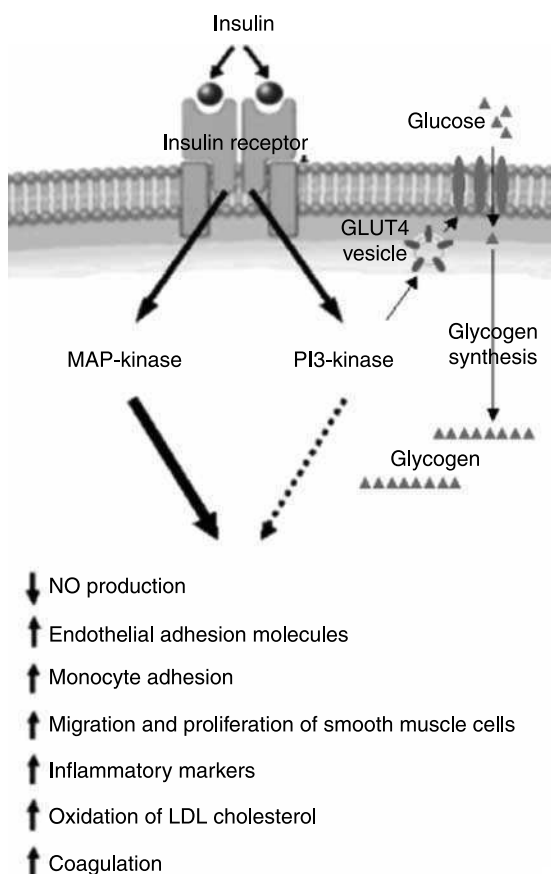 Insulin
Insulin receptor
Glucose
GLUT4
vesicle
MAP-kinase
PI3-kinase
Glycogen
synthesis
Glycogen
NO production
Endothelial adhesion molecules
Monocyte adhesion
Migration and proliferation of smooth muscle cells
Inflammatory markers
Oxidation of LDL cholesterol
Coagulation